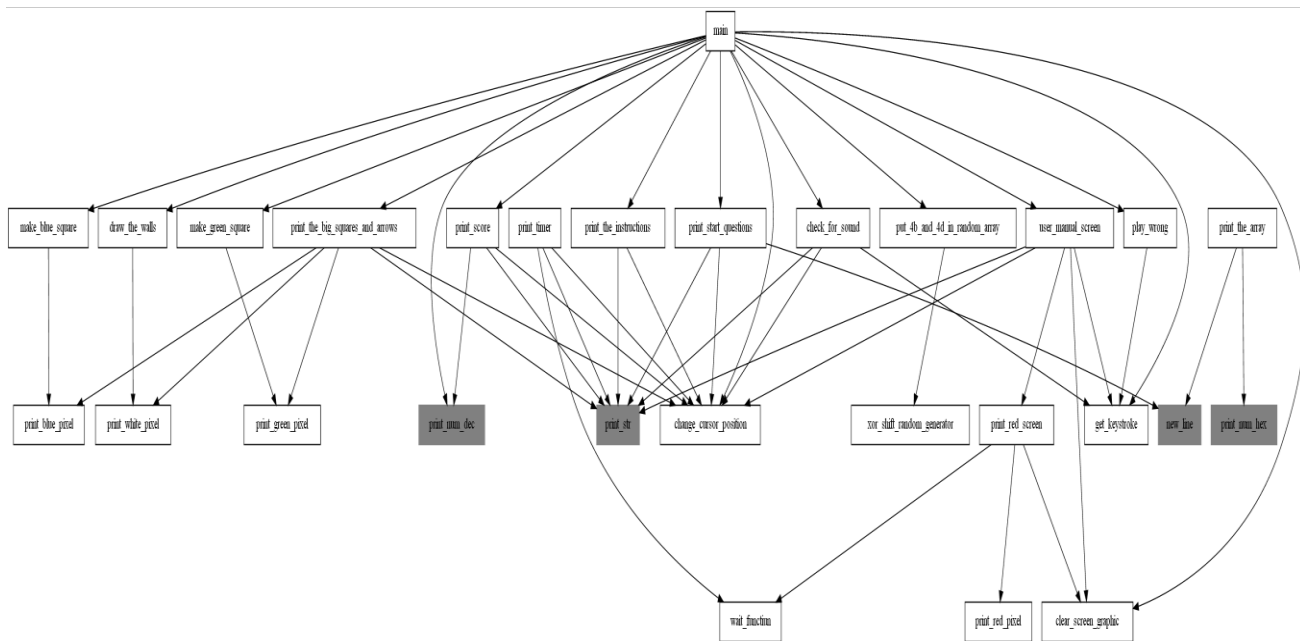 main
make_blue_square
draw_the_walls
make_green_square
print_the_big_squares_and_arrows
print_score
print_timer
print_the_instructions
print_start_questions
check_for_sound
put_4b_and_4d_in_random_array
user_manual_screen
play_wrong
print_the_array
print_blue_pixel
print_white_pixel
print_green_pixel
print_num_dec
print_str
change_cursor_position
xor_shift_random_generator
print_red_screen
get_keystroke
new_line
print_num_hex
wait_function
print_red_pixel
clear_screen_graphic